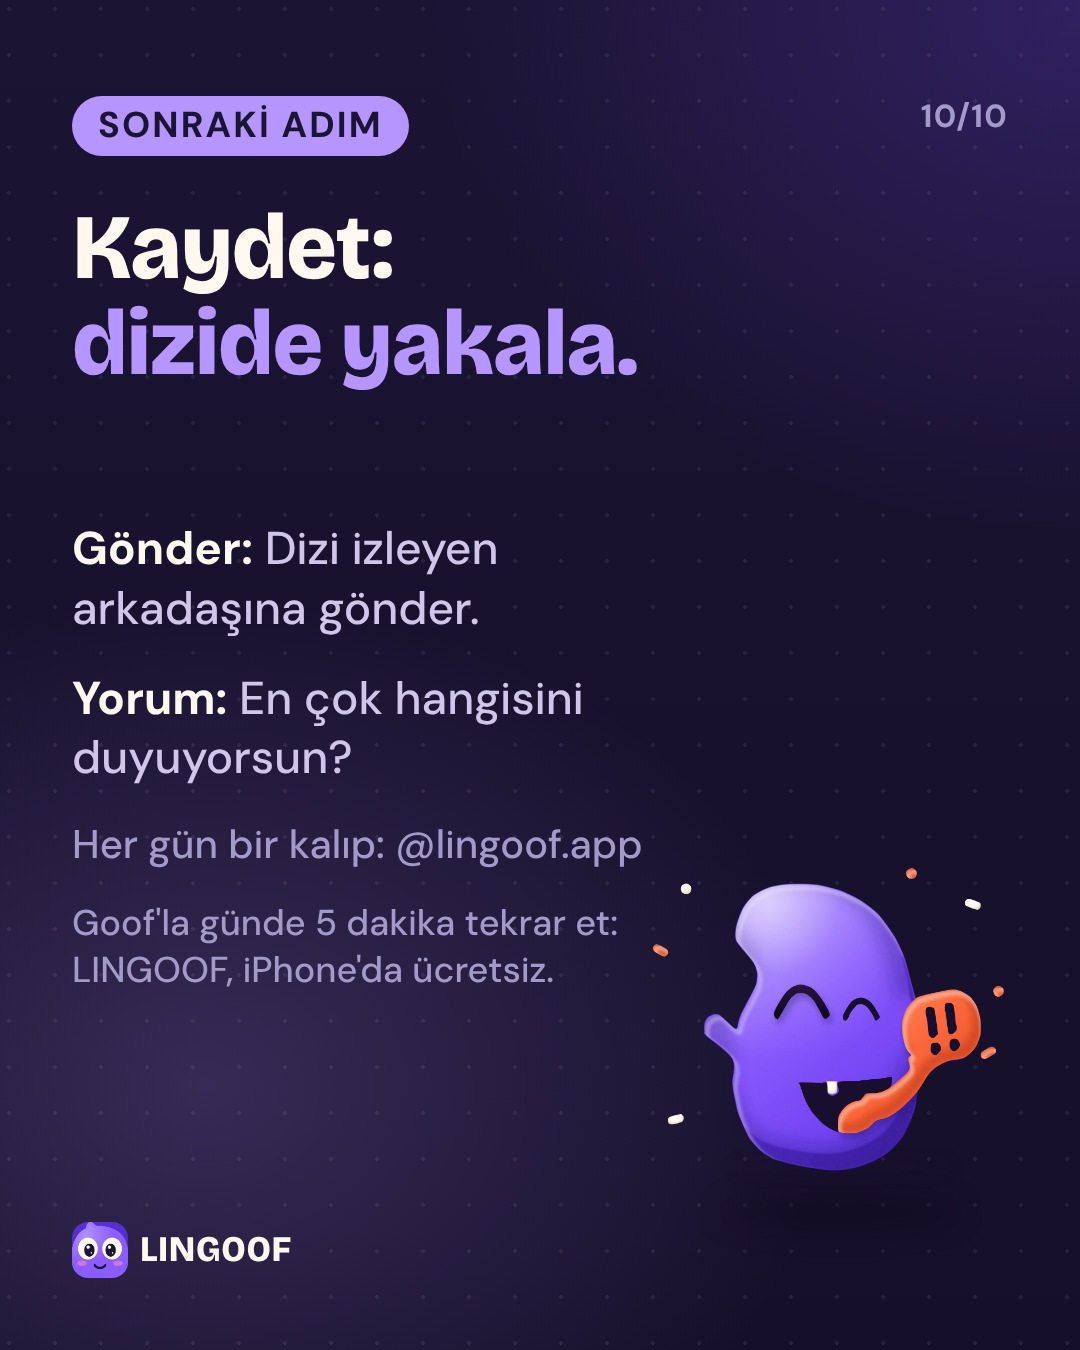 SONRAKİ ADIM
10/10
Kaydet:
dizide yakala.
Gönder: Dizi izleyen
arkadaşına gönder.
Yorum: En çok hangisini
duyuyorsun?
Her gün bir kalıp: @lingoof.app
Goof'la günde 5 dakika tekrar et:
LINGOOF, iPhone'da ücretsiz.
!!
LINGOOF